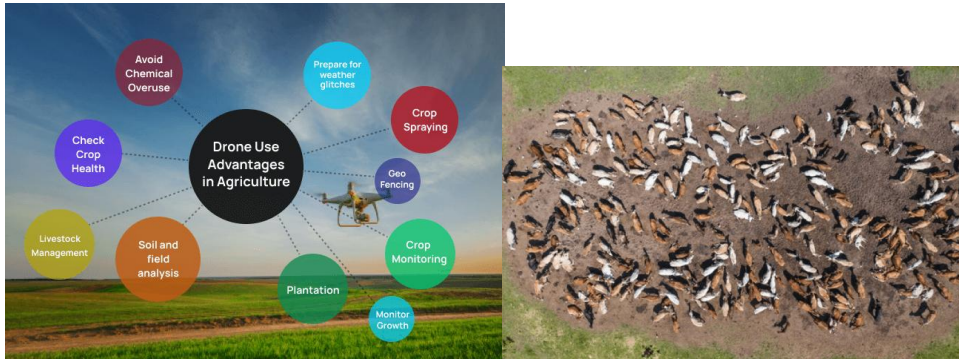 Drone Use
Advantages
in Agriculture
Avoid
Chemical
Overuse
Prepare for
weather
glitches
Crop
Spraying
Check
Crop
Health
Geo
Fencing
Livestock
Management
Soil and
field
analysis
Crop
Monitoring
Plantation
Monitor
Growth